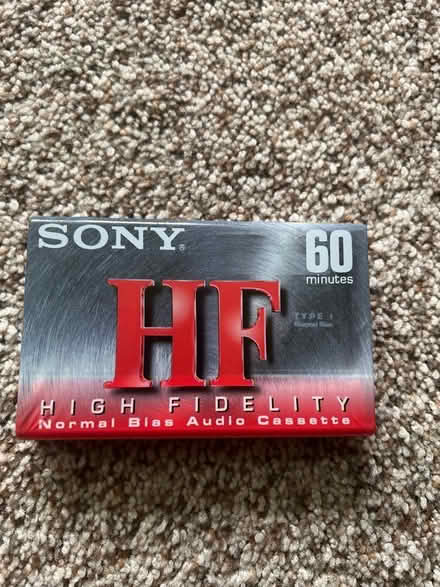 SONY®
60
minutes
HF
TYPE I
Normal Bias
HIGH FIDELITY
Normal Bias Audio Cassette